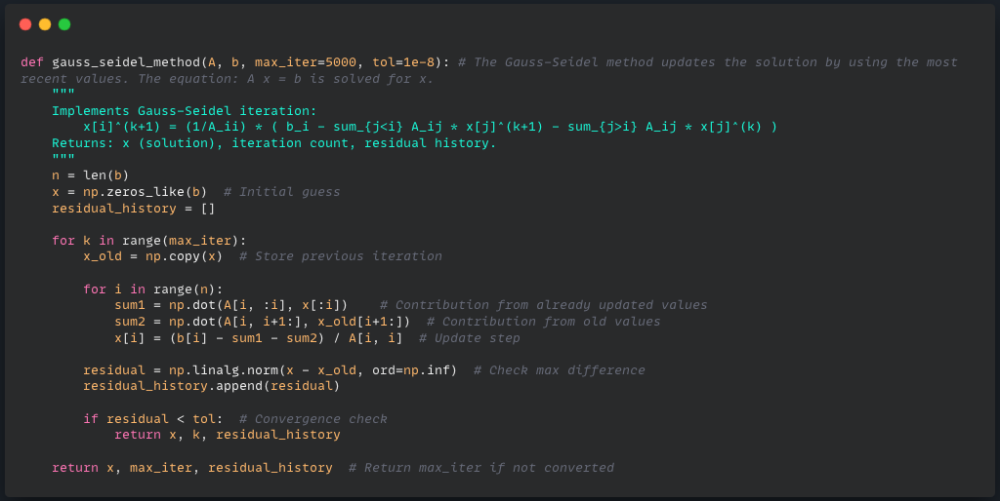 def gauss_seidel_method(A, b, max_iter=5000, tol=1e-8): # The Gauss-Seidel method updates the solution by using the most
recent values. The equation: A x = b is solved for x.
    """
    Implements Gauss-Seidel iteration:
        x[i]^(k+1) = (1/A_ii) * ( b_i - sum_{j<i} A_ij * x[j]^(k+1) - sum_{j>i} A_ij * x[j]^(k) )
    Returns: x (solution), iteration count, residual history.
    """
    n = len(b)
    x = np.zeros_like(b)  # Initial guess
    residual_history = []

    for k in range(max_iter):
        x_old = np.copy(x)  # Store previous iteration

        for i in range(n):
            sum1 = np.dot(A[i, :i], x[:i])    # Contribution from already updated values
            sum2 = np.dot(A[i, i+1:], x_old[i+1:])  # Contribution from old values
            x[i] = (b[i] - sum1 - sum2) / A[i, i]  # Update step

        residual = np.linalg.norm(x - x_old, ord=np.inf)  # Check max difference
        residual_history.append(residual)

        if residual < tol:  # Convergence check
            return x, k, residual_history

    return x, max_iter, residual_history  # Return max_iter if not converted